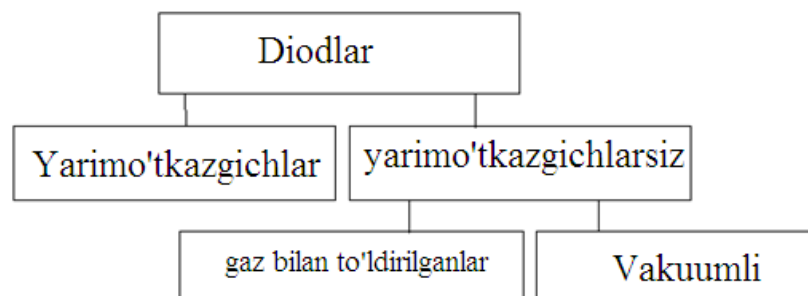 Diodlar
Yarimo'tkazgichlar
yarimo'tkazgichlarsiz
gaz bilan to'ldirilganlar
Vakuumli